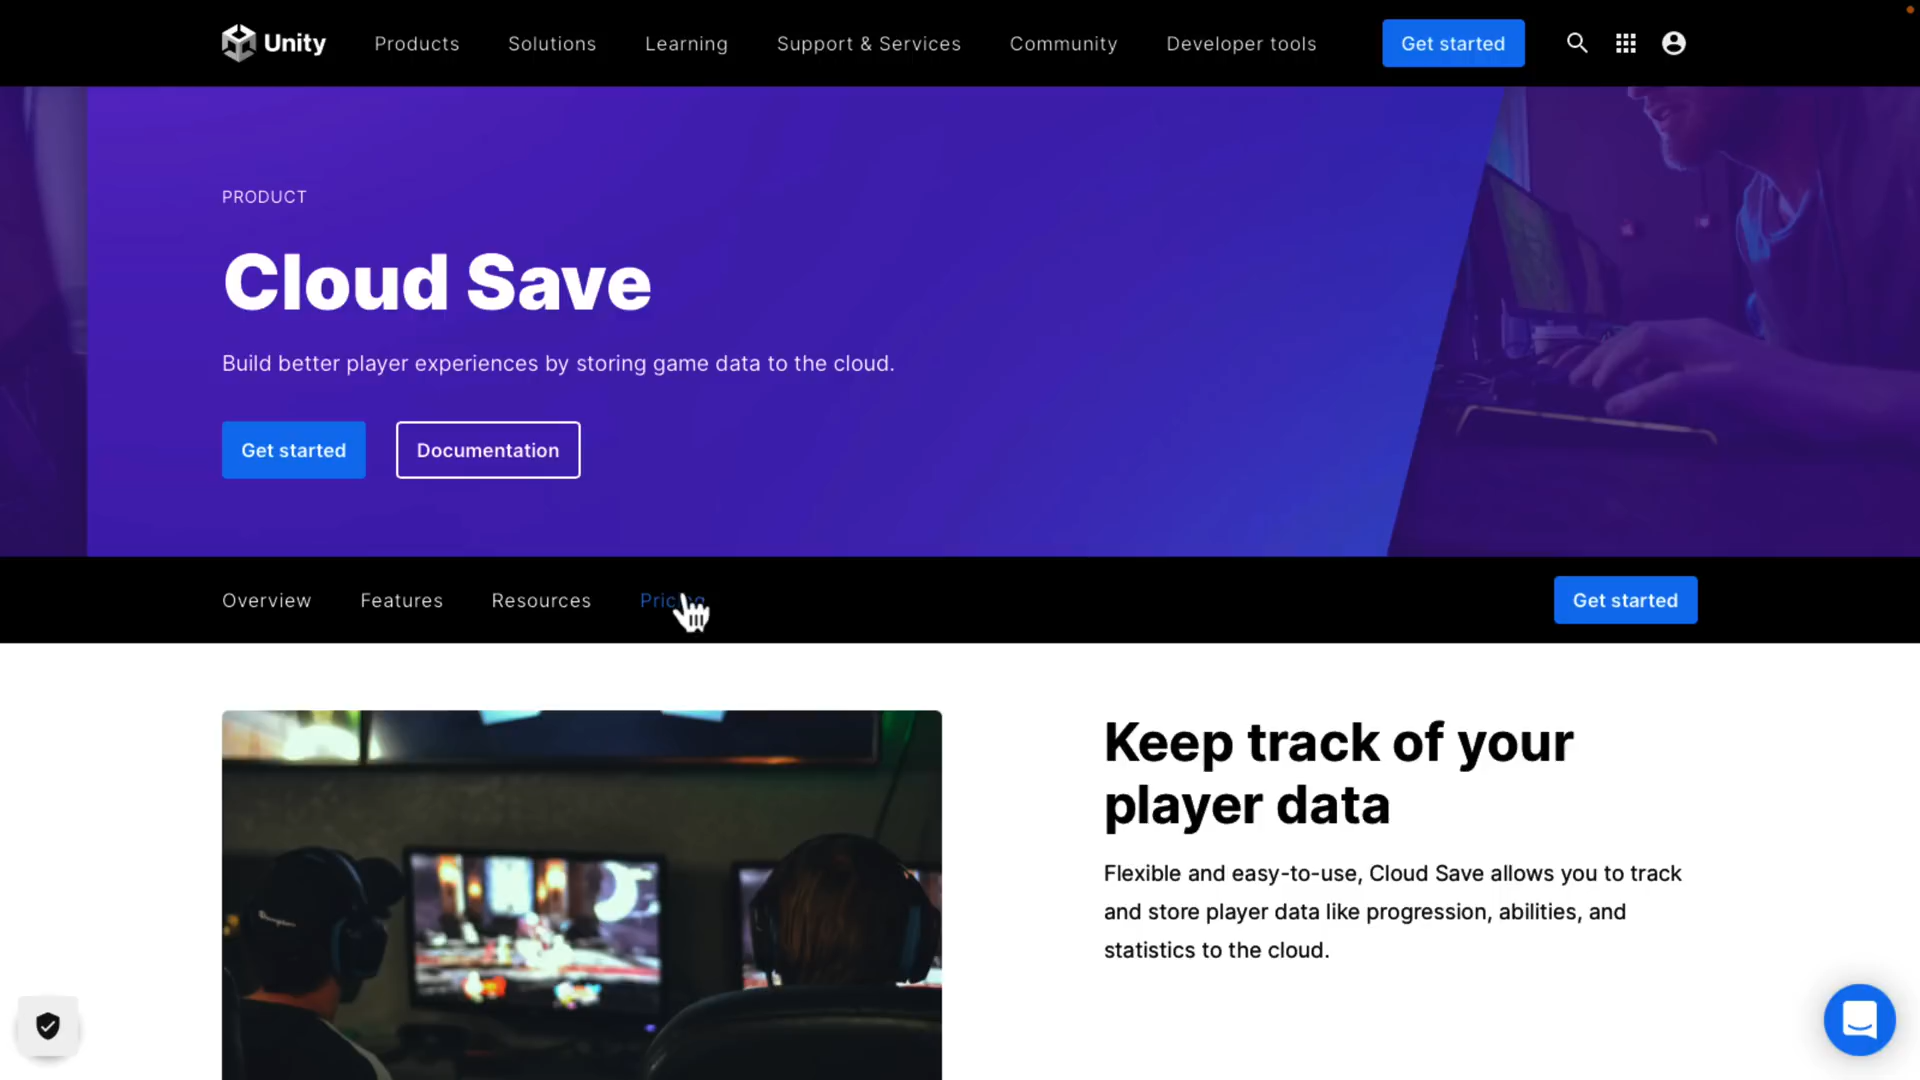 Unity Products Solutions Learning Support & Services Community Developer tools Get started
PRODUCT
Cloud Save
Build better player experiences by storing game data to the cloud.
Get started Documentation
Overview Features Resources Pricing Get started
Keep track of your
player data
Flexible and easy-to-use, Cloud Save allows you to track
and store player data like progression, abilities, and
statistics to the cloud.